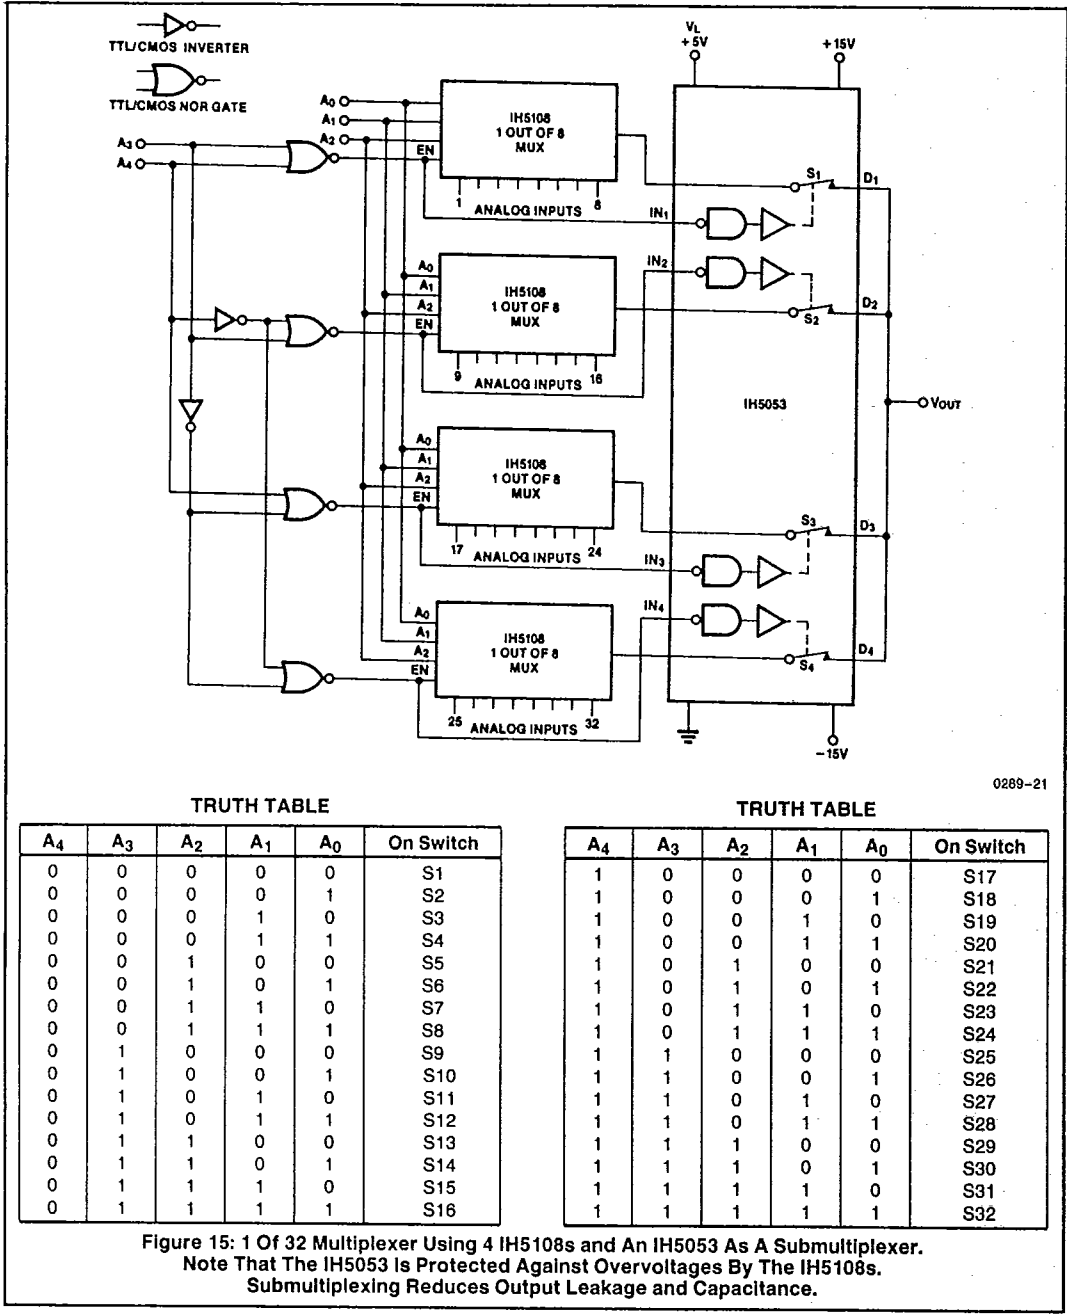 TTL/CMOS INVERTER
TTL/CMOS NOR GATE
VL
+5V
+15V
A0
A1
A2
A3
A4
EN
IH5108
1 OUT OF 8
MUX
1
ANALOG INPUTS
8
IN1
S1
D1
IN2
A0
A1
A2
EN
IH5108
1 OUT OF 8
MUX
9
ANALOG INPUTS
16
S2
D2
IH5053
VOUT
A0
A1
A2
EN
IH5108
1 OUT OF 8
MUX
17
ANALOG INPUTS
24
S3
D3
IN3
IN4
A0
A1
A2
EN
IH5108
1 OUT OF 8
MUX
25
ANALOG INPUTS
32
S4
D4
-15V
0289-21
TRUTH TABLE
A4 A3 A2 A1 A0 On Switch
0 0 0 0 0 S1
0 0 0 0 1 S2
0 0 0 1 0 S3
0 0 0 1 1 S4
0 0 1 0 0 S5
0 0 1 0 1 S6
0 0 1 1 0 S7
0 0 1 1 1 S8
0 1 0 0 0 S9
0 1 0 0 1 S10
0 1 0 1 0 S11
0 1 0 1 1 S12
0 1 1 0 0 S13
0 1 1 0 1 S14
0 1 1 1 0 S15
0 1 1 1 1 S16
TRUTH TABLE
A4 A3 A2 A1 A0 On Switch
1 0 0 0 0 S17
1 0 0 0 1 S18
1 0 0 1 0 S19
1 0 0 1 1 S20
1 0 1 0 0 S21
1 0 1 0 1 S22
1 0 1 1 0 S23
1 0 1 1 1 S24
1 1 0 0 0 S25
1 1 0 0 1 S26
1 1 0 1 0 S27
1 1 0 1 1 S28
1 1 1 0 0 S29
1 1 1 0 1 S30
1 1 1 1 0 S31
1 1 1 1 1 S32
Figure 15: 1 Of 32 Multiplexer Using 4 IH5108s and An IH5053 As A Submultiplexer.
Note That The IH5053 Is Protected Against Overvoltages By The IH5108s.
Submultiplexing Reduces Output Leakage and Capacitance.